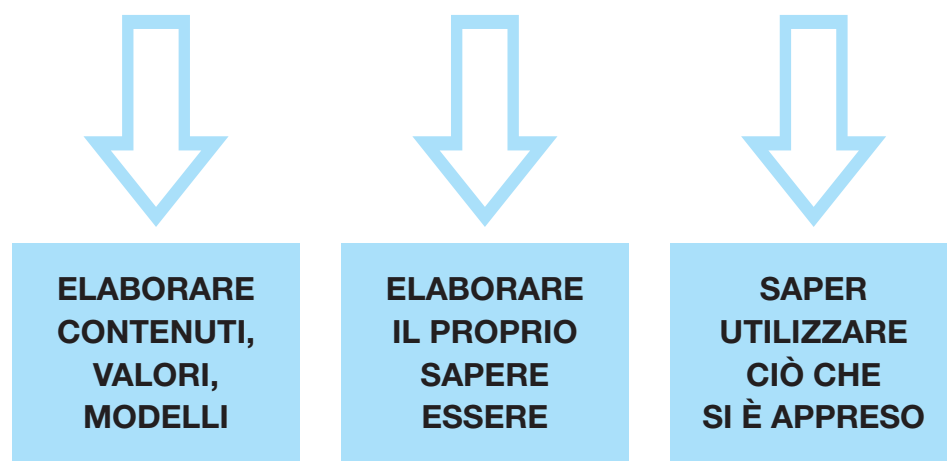 ELABORARE
CONTENUTI,
VALORI,
MODELLI
ELABORARE
IL PROPRIO
SAPERE
ESSERE
SAPER
UTILIZZARE
CIÒ CHE
SI È APPRESO